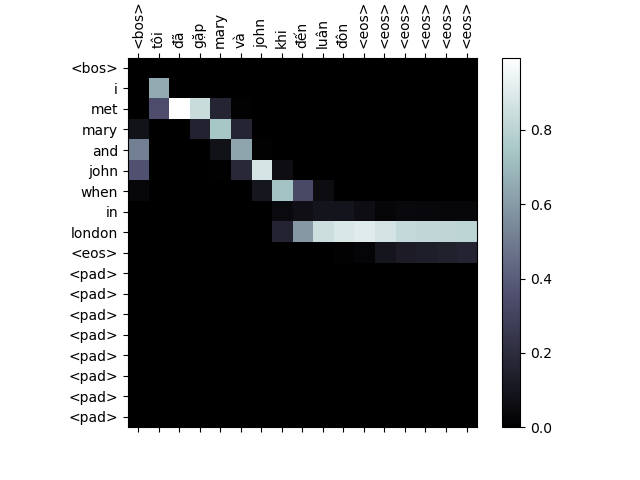 <bos> tôi đã gặp mary và john khi đến luân đôn <eos> <eos> <eos> <eos> <eos> <eos>
<bos>
i
met
mary
and
john
when
in
london
<eos>
<pad>
<pad>
<pad>
<pad>
<pad>
<pad>
<pad>
<pad>
0.8
0.6
0.4
0.2
0.0